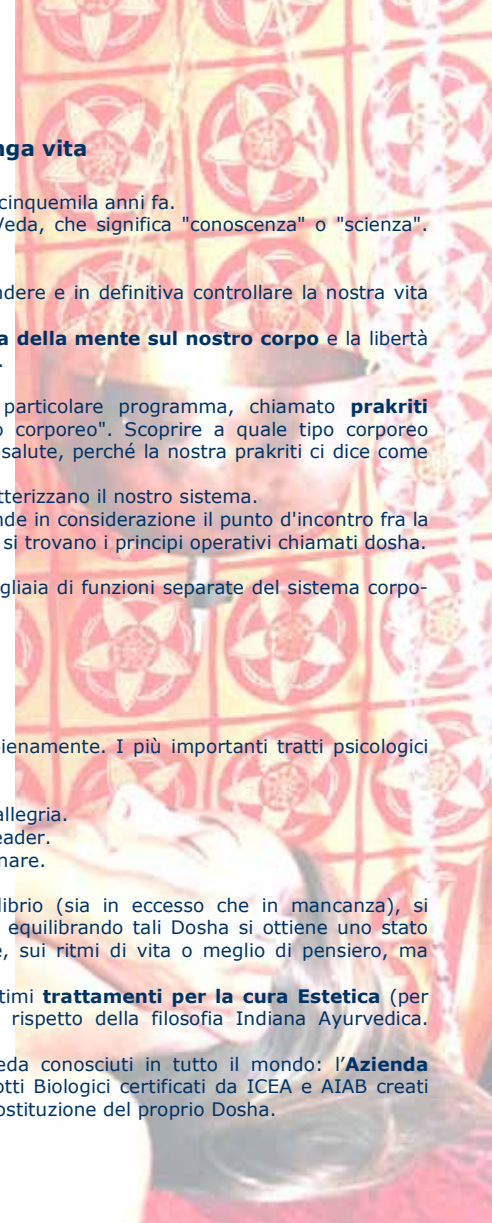 nga vita
cinquemila anni fa.
Veda, che significa "conoscenza" o "scienza".
ndere e in definitiva controllare la nostra vita
a della mente sul nostro corpo e la libertà
.
particolare programma, chiamato prakriti
o corporeo". Scoprire a quale tipo corporeo
salute, perché la nostra prakriti ci dice come
tterizzano il nostro sistema.
nde in considerazione il punto d'incontro fra la
si trovano i principi operativi chiamati dosha.
gliaia di funzioni separate del sistema corpo-
ienamente. I più importanti tratti psicologici
allegria.
eader.
mare.
librio (sia in eccesso che in mancanza), si
equilibrando tali Dosha si ottiene uno stato
e, sui ritmi di vita o meglio di pensiero, ma
timi trattamenti per la cura Estetica (per
rispetto della filosofia Indiana Ayurvedica.
eda conosciuti in tutto il mondo: l'Azienda
otti Biologici certificati da ICEA e AIAB creati
ostituzione del proprio Dosha.